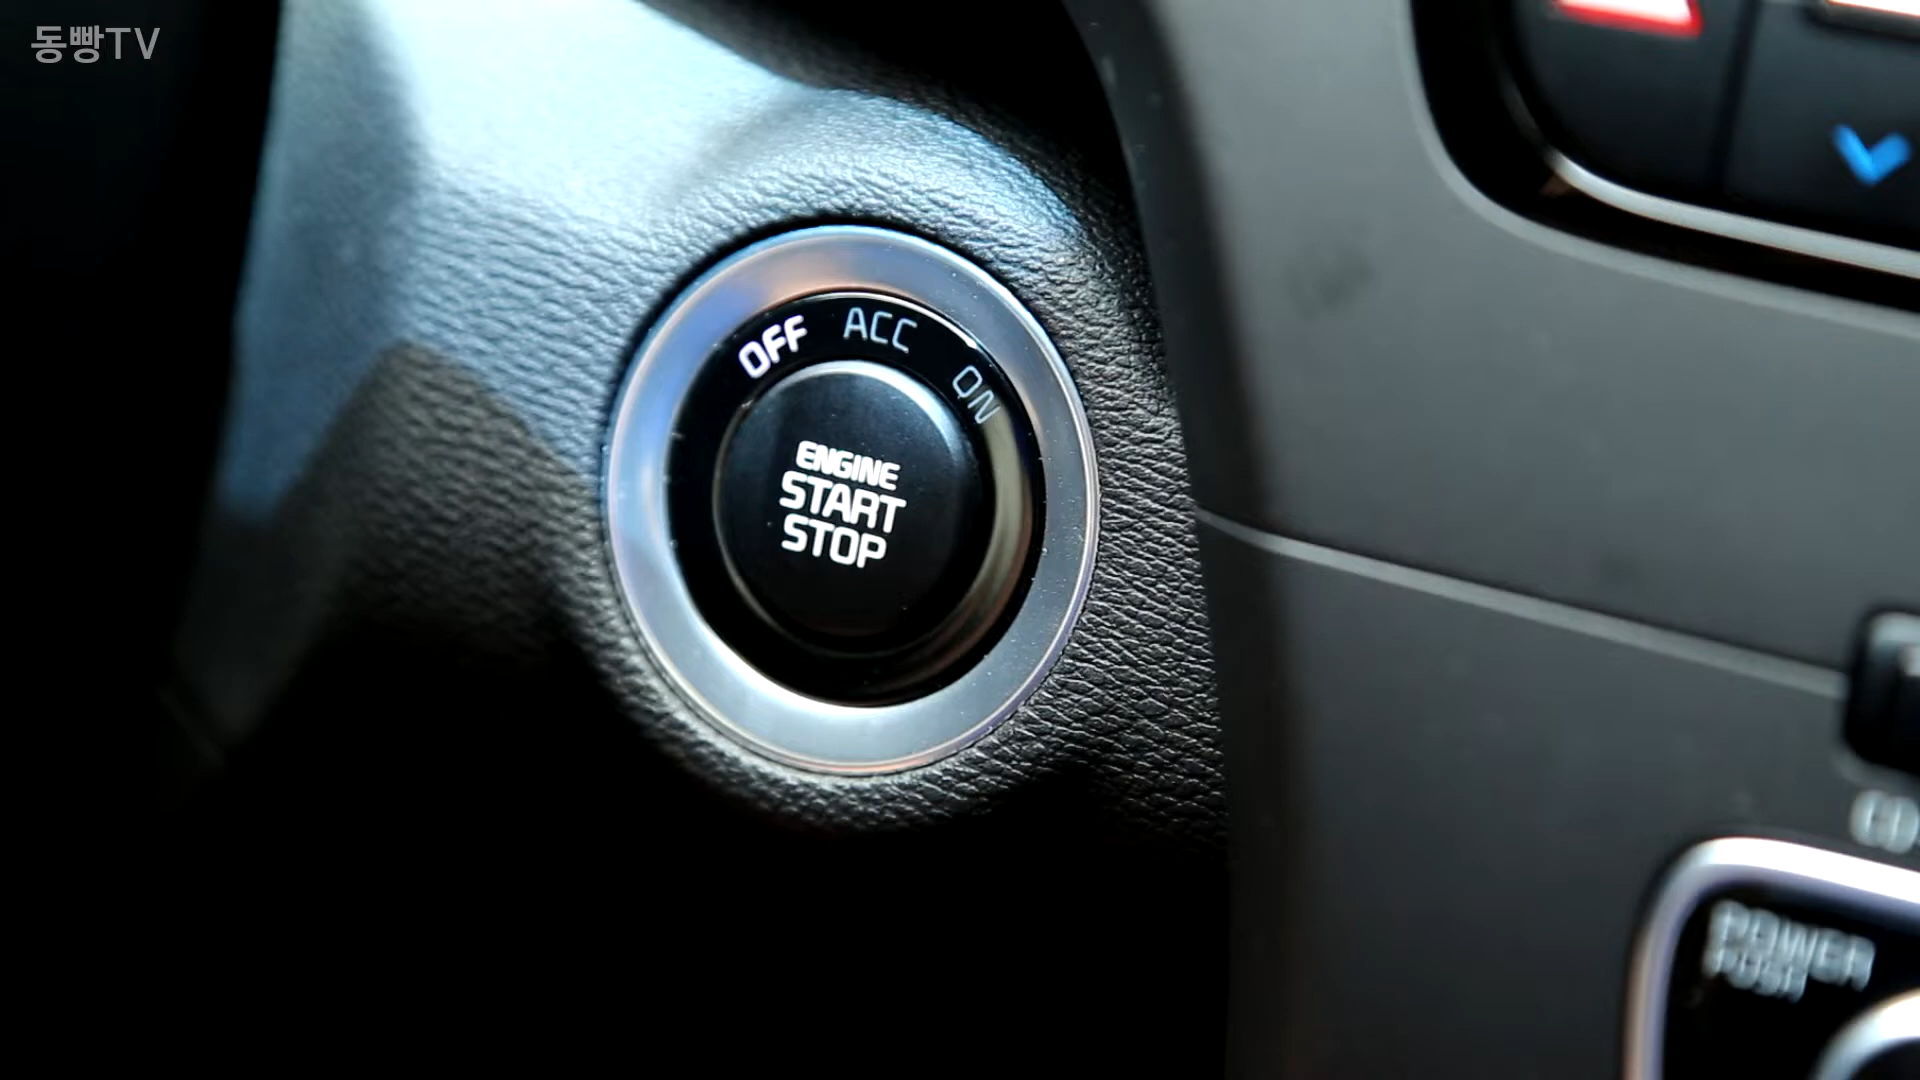 동빵TV
OFF ACC ON
ENGINE
START
STOP
POWER
PUSH